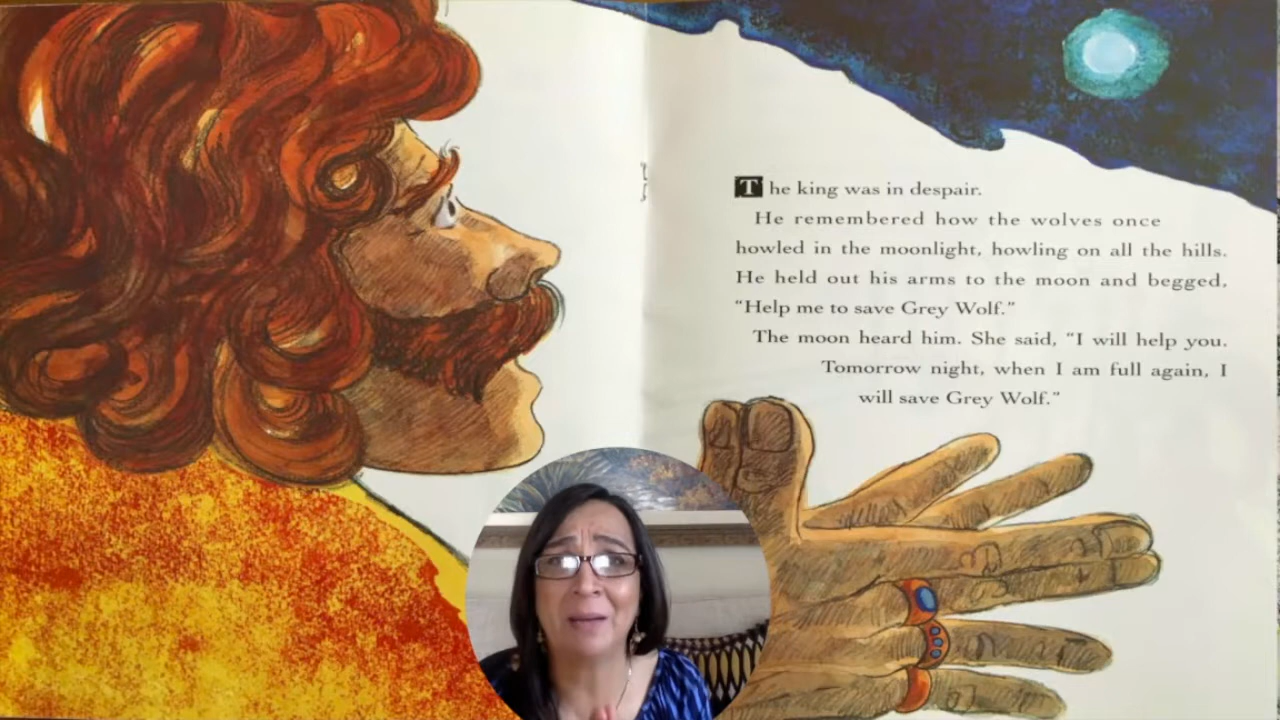 The king was in despair.
He remembered how the wolves once
howled in the moonlight, howling on all the hills.
He held out his arms to the moon and begged,
“Help me to save Grey Wolf.”
The moon heard him. She said, “I will help you.
Tomorrow night, when I am full again, I
will save Grey Wolf.”